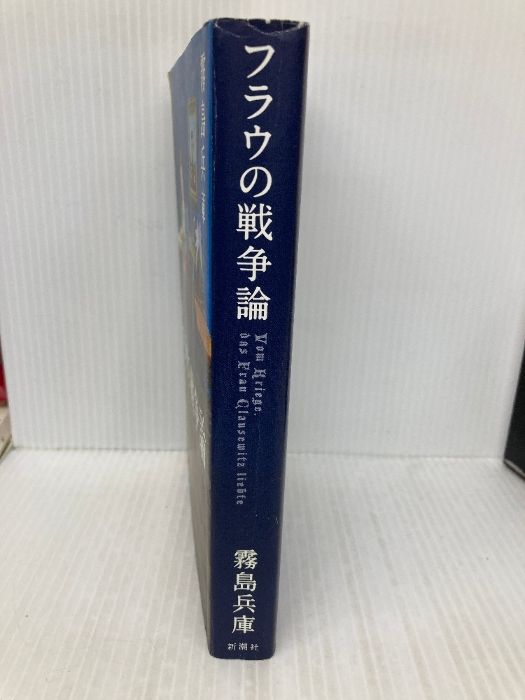 フラウの戦争論
Vom Kriege,
das Frau Clausewitz liebte
霧島兵庫
新潮社